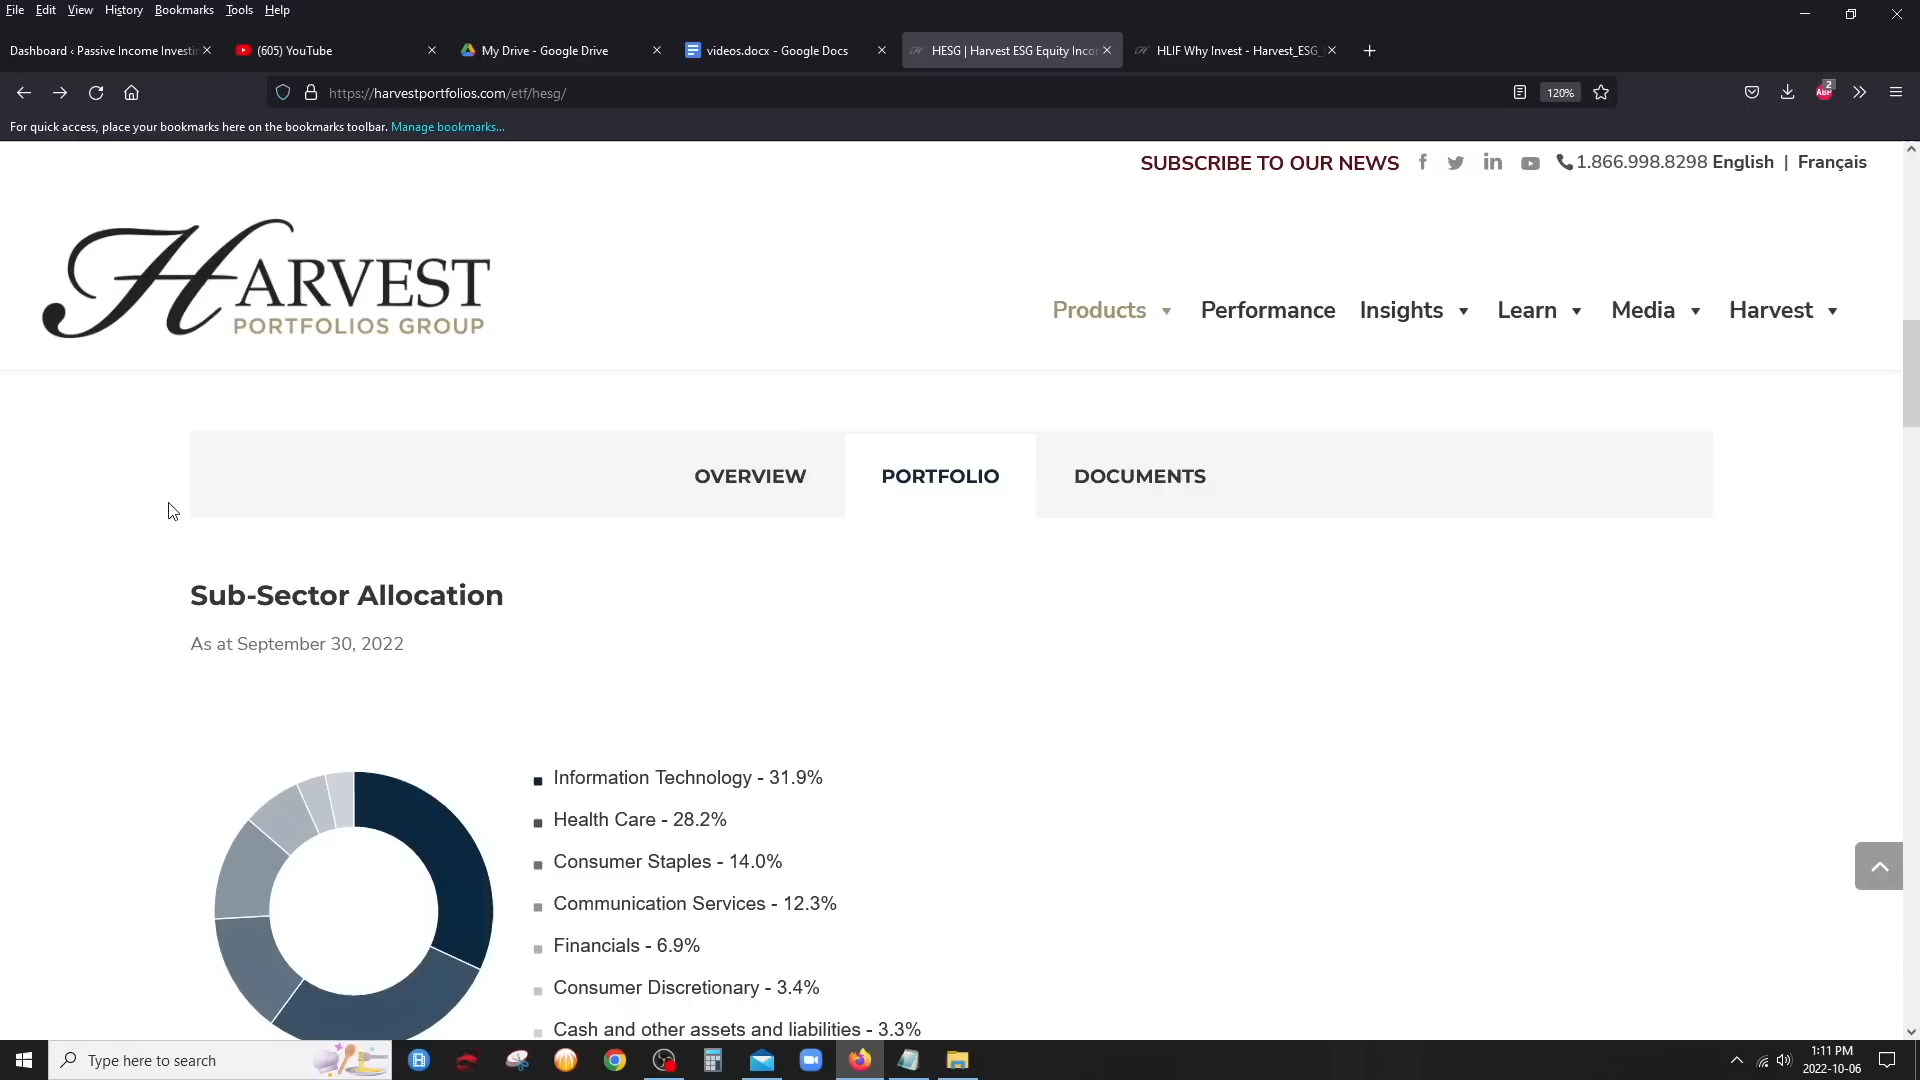 File Edit View History Bookmarks Tools Help
Dashboard ‹ Passive Income Investin
(605) YouTube
My Drive - Google Drive
videos.docx - Google Docs
HESG | Harvest ESG Equity Inco
HLIF Why Invest - Harvest_ESG_
https://harvestportfolios.com/etf/hesg/
120%
ABP
2
For quick access, place your bookmarks here on the bookmarks toolbar. Manage bookmarks...
SUBSCRIBE TO OUR NEWS
1.866.998.8298 English | Français
HARVEST
PORTFOLIOS GROUP
Products Performance Insights Learn Media Harvest
OVERVIEW PORTFOLIO DOCUMENTS
Sub-Sector Allocation
As at September 30, 2022
Information Technology - 31.9%
Health Care - 28.2%
Consumer Staples - 14.0%
Communication Services - 12.3%
Financials - 6.9%
Consumer Discretionary - 3.4%
Cash and other assets and liabilities - 3.3%
Type here to search
1:11 PM
2022-10-06